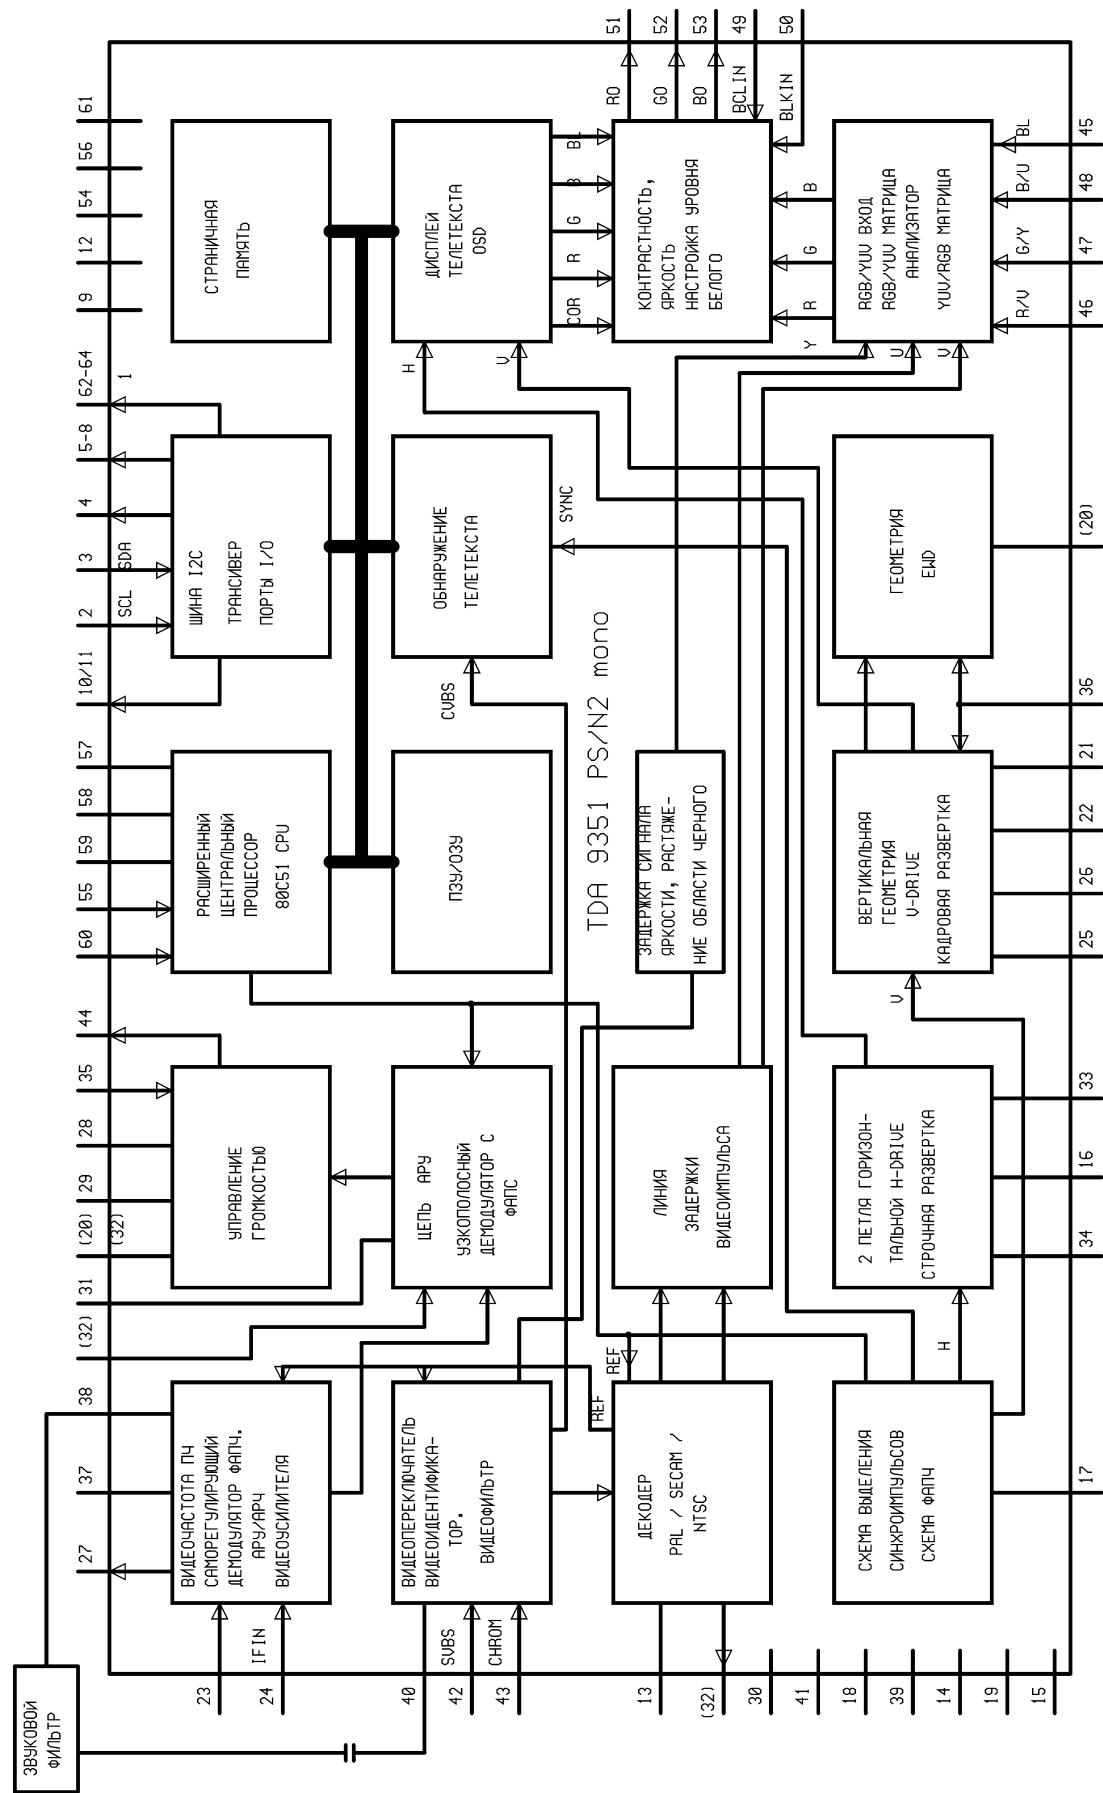 ЗВУКОВОЙ
ФИЛЬТР
27 37 38 (32) 31 (20) 29 28 35 44 60 55 59 58 57 10/11 2 3 4 5-8 62-64 9 12 54 56 61
(32) SCL SDA 1
ВИДЕОЧАСТОТА ПЧ
САМОРЕГУЛИРУЮЩИЙ
ДЕМОДУЛЯТОР ФАПЧ.
АРУ/АРЧ
ВИДЕОУСИЛИТЕЛЯ
УПРАВЛЕНИЕ
ГРОМКОСТЬЮ
РАСШИРЕННЫЙ
ЦЕНТРАЛЬНЫЙ
ПРОЦЕССОР
80C51 CPU
ШИНА I2C
ТРАНСИВЕР
ПОРТЫ I/O
СТРАНИЧНАЯ
ПАМЯТЬ
23
IFIN
24
ВИДЕОПЕРЕКЛЮЧАТЕЛЬ
ВИДЕОИДЕНТИФИКА-
ТОР.
ВИДЕОФИЛЬТР
ЦЕПЬ АРУ
УЗКОПОЛОСНЫЙ
ДЕМОДУЛЯТОР С
ФАПС
ПЗУ/ОЗУ
CVBS
ОБНАРУЖЕНИЕ
ТЕЛЕТЕКСТА
SYNC
H
V
ДИСПЛЕЙ
ТЕЛЕТЕКСТА
OSD
40
SVBS
42
CHROM
43
COR R G B BL
REF
REF
TDA 9351 PS/N2 mono
ДЕКОДЕР
PAL / SECAM /
NTSC
ЛИНИЯ
ЗАДЕРЖКИ
ВИДЕОИМПУЛЬСА
ЗАДЕРЖКА СИГНАЛА
ЯРКОСТИ, РАСТЯЖЕ-
НИЕ ОБЛАСТИ ЧЕРНОГО
КОНТРАСТНОСТЬ,
ЯРКОСТЬ
НАСТРОЙКА УРОВНЯ
БЕЛОГО
RO 51
GO 52
BO 53
BCLIN 49
BLKIN 50
13
(32)
30
41
Y R G B
U
V
18
39
14
19
15
СХЕМА ВЫДЕЛЕНИЯ
СИНХРОИМПУЛЬСОВ
СХЕМА ФАПЧ
H
2 ПЕТЛЯ ГОРИЗОН-
ТАЛЬНОЙ H-DRIVE
СТРОЧНАЯ РАЗВЕРТКА
V
ВЕРТИКАЛЬНАЯ
ГЕОМЕТРИЯ
V-DRIVE
КАДРОВАЯ РАЗВЕРТКА
ГЕОМЕТРИЯ
EWD
RGB/YUV ВХОД
RGB/YUV МАТРИЦА
АНАЛИЗАТОР
YUV/RGB МАТРИЦА
R/V G/Y B/U BL
17 34 16 33 25 26 22 21 36 (20) 46 47 48 45